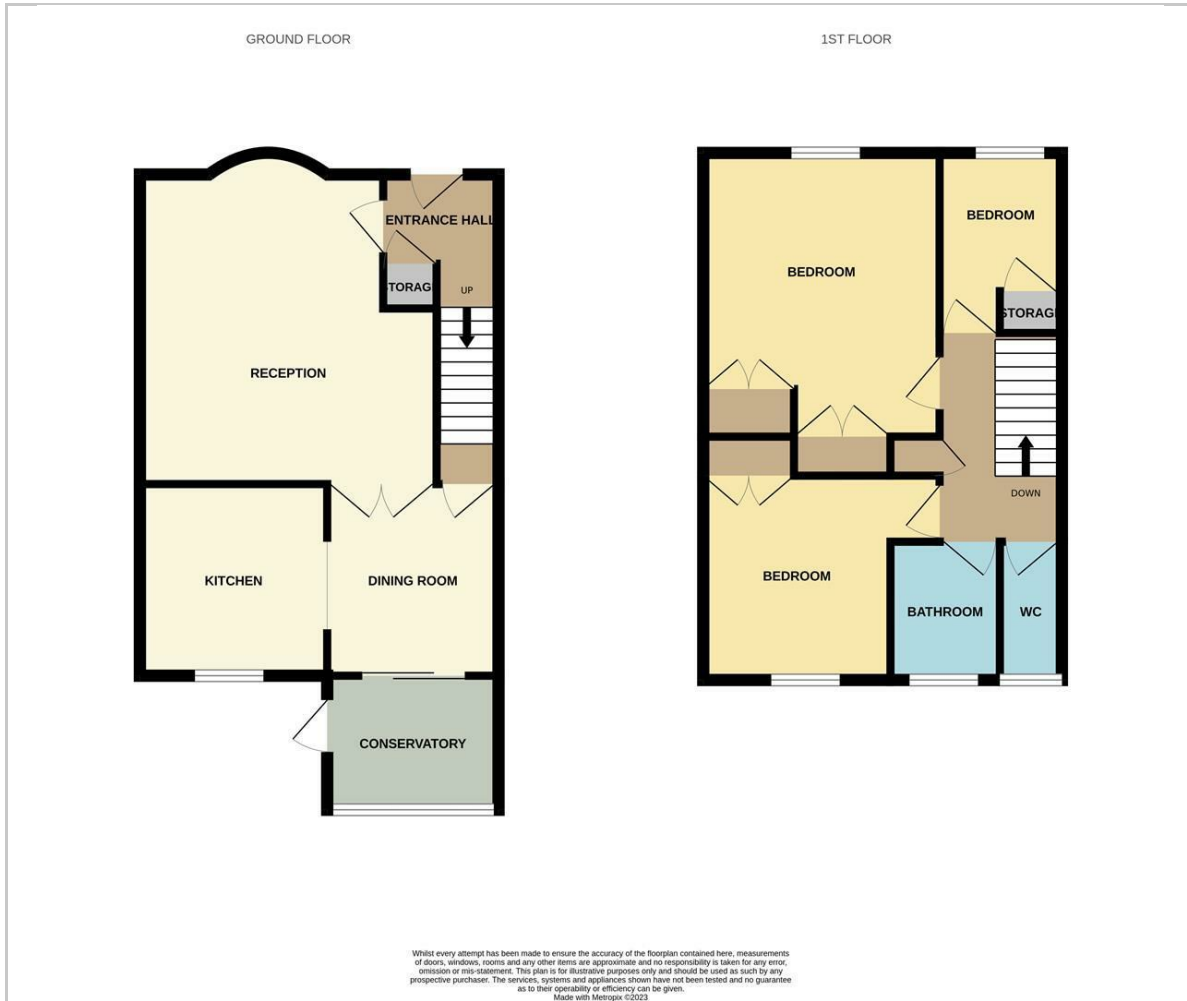 GROUND FLOOR
ENTRANCE HALL
TORAG
UP
RECEPTION
KITCHEN
DINING ROOM
CONSERVATORY
1ST FLOOR
BEDROOM
BEDROOM
STORAG
DOWN
BEDROOM
BATHROOM
WC
Whilst every attempt has been made to ensure the accuracy of the floorplan contained here, measurements
of doors, windows, rooms and any other items are approximate and no responsibility is taken for any error,
omission or mis-statement. This plan is for illustrative purposes only and should be used as such by any
prospective purchaser. The services, systems and appliances shown have not been tested and no guarantee
as to their operability or efficiency can be given.
Made with Metropix ©2023